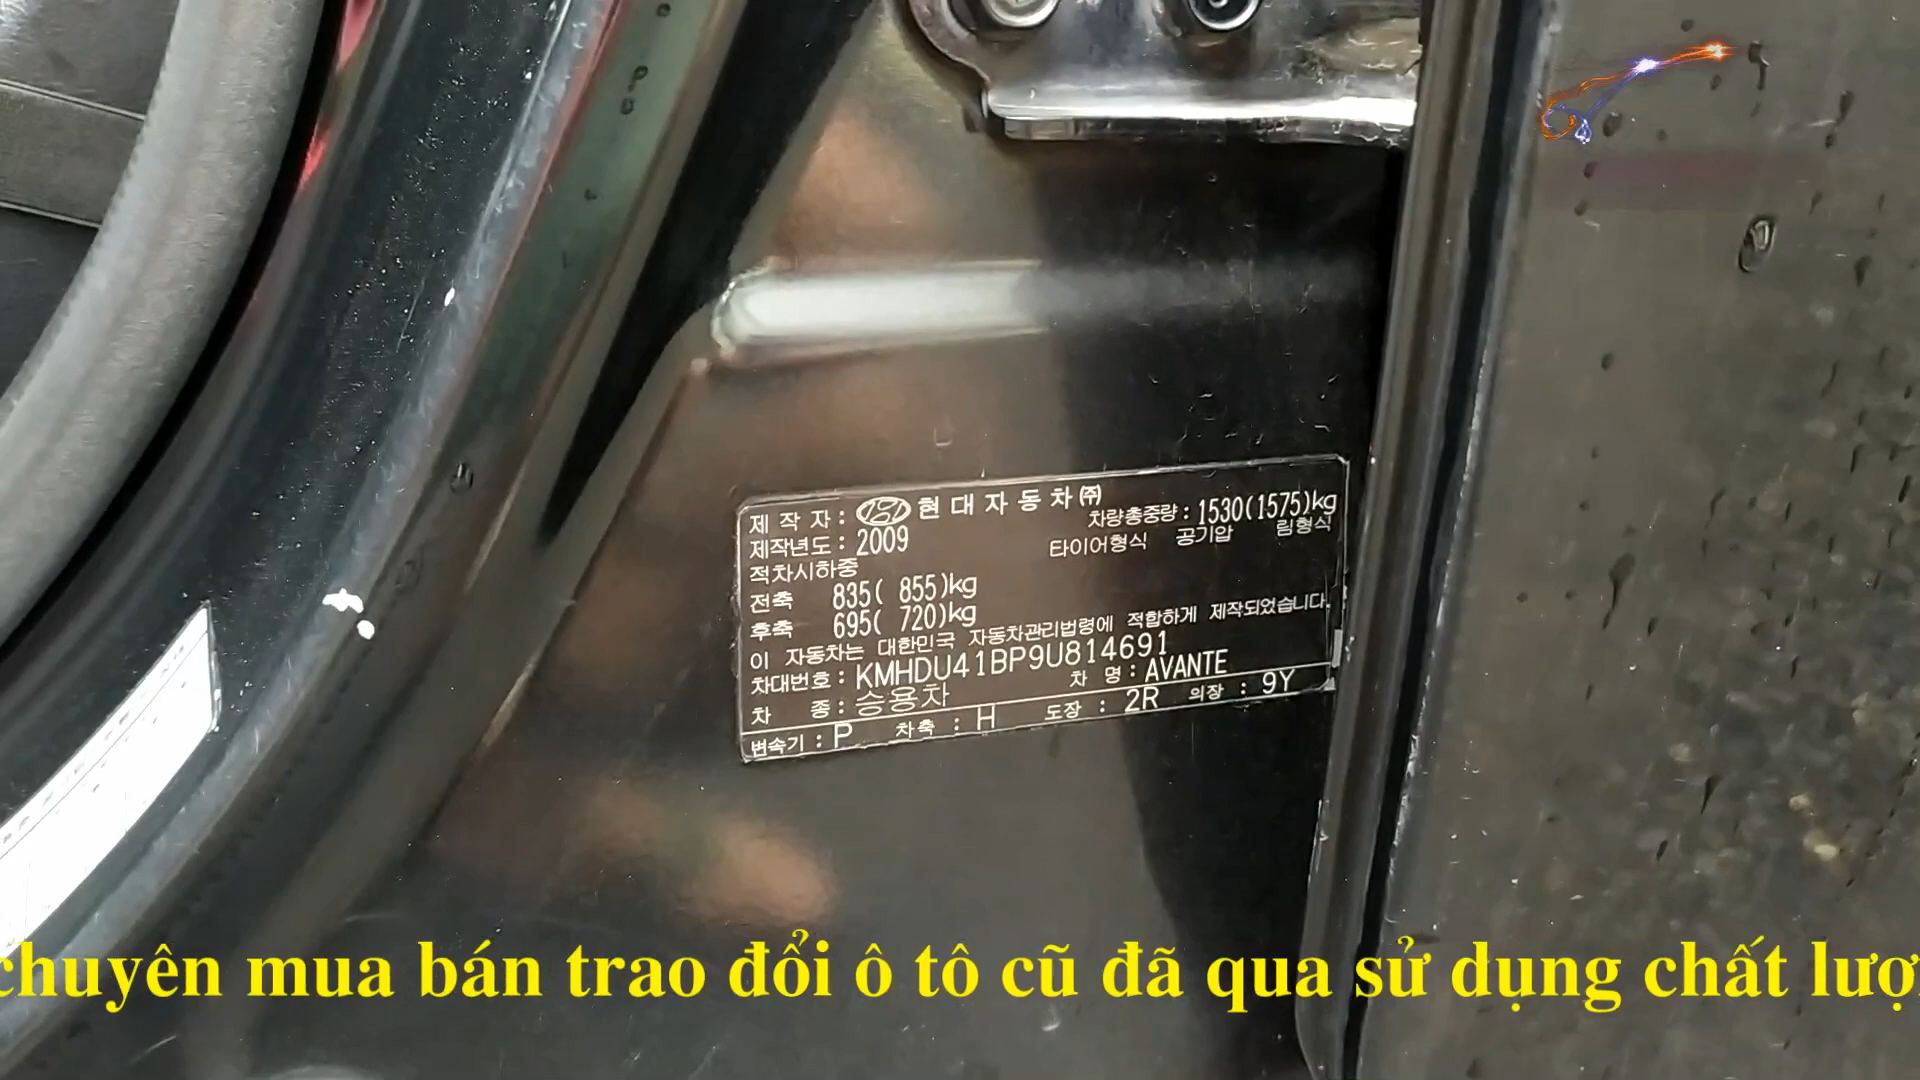 제 작 자 : 현 대 자 동 차 ㈜ 차량총중량 : 1530(1575)kg
제작년도 : 2009 타이어형식 공기압 림형식
적차시하중
전축 835( 855)kg
후축 695( 720)kg
이 자동차는 대한민국 자동차관리법령에 적합하게 제작되었습니다.
차대번호 : KMHDU41BP9U814691
차 종 : 승용차 차 명 : AVANTE
변속기 : P 차축 : H 도장 : 2R 의장 : 9Y
chuyên mua bán trao đổi ô tô cũ đã qua sử dụng chất lượ